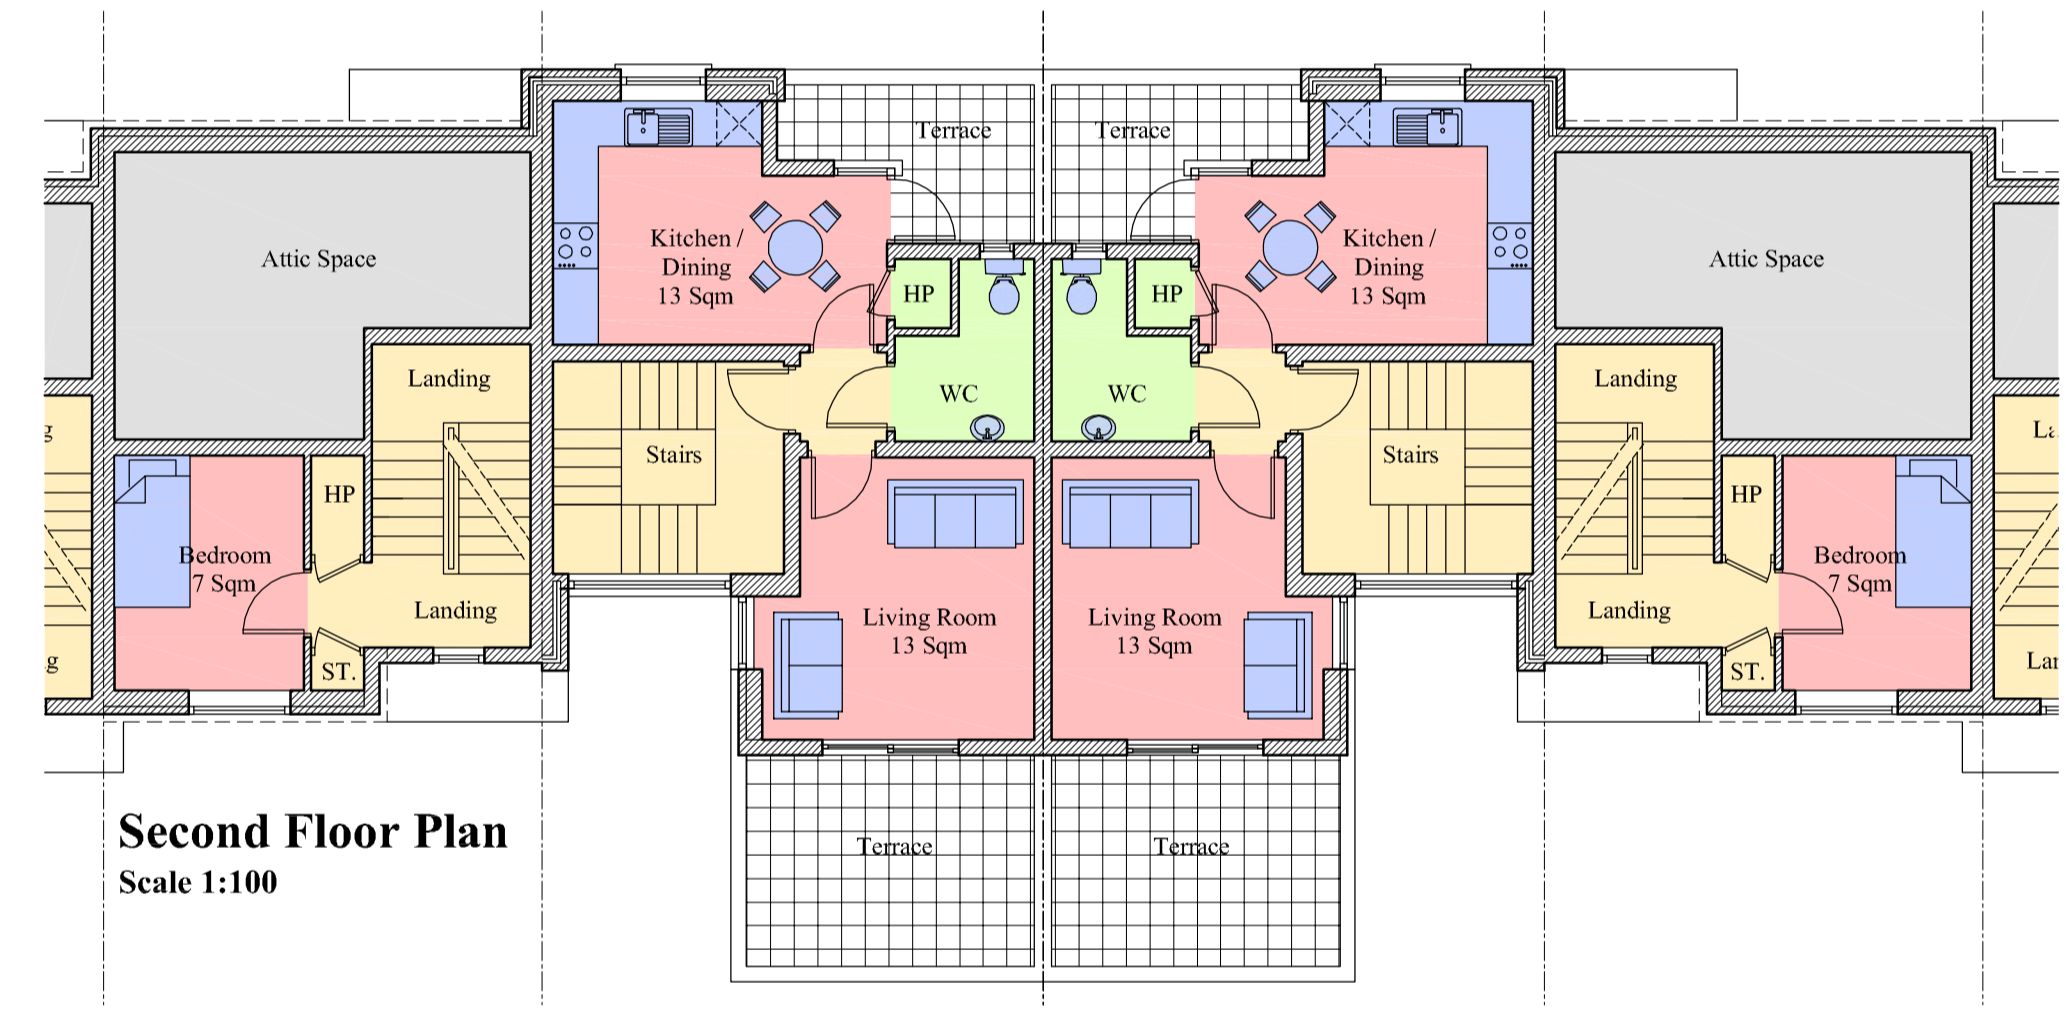 Terrace
Terrace
Attic Space
Kitchen /
Dining
13 Sqm
Kitchen /
Dining
13 Sqm
Attic Space
HP
HP
Landing
WC
WC
Landing
Stairs
Stairs
HP
HP
Bedroom
7 Sqm
Bedroom
7 Sqm
Landing
Living Room
13 Sqm
Living Room
13 Sqm
Landing
ST.
ST.
Second Floor Plan
Scale 1:100
Terrace
Terrace